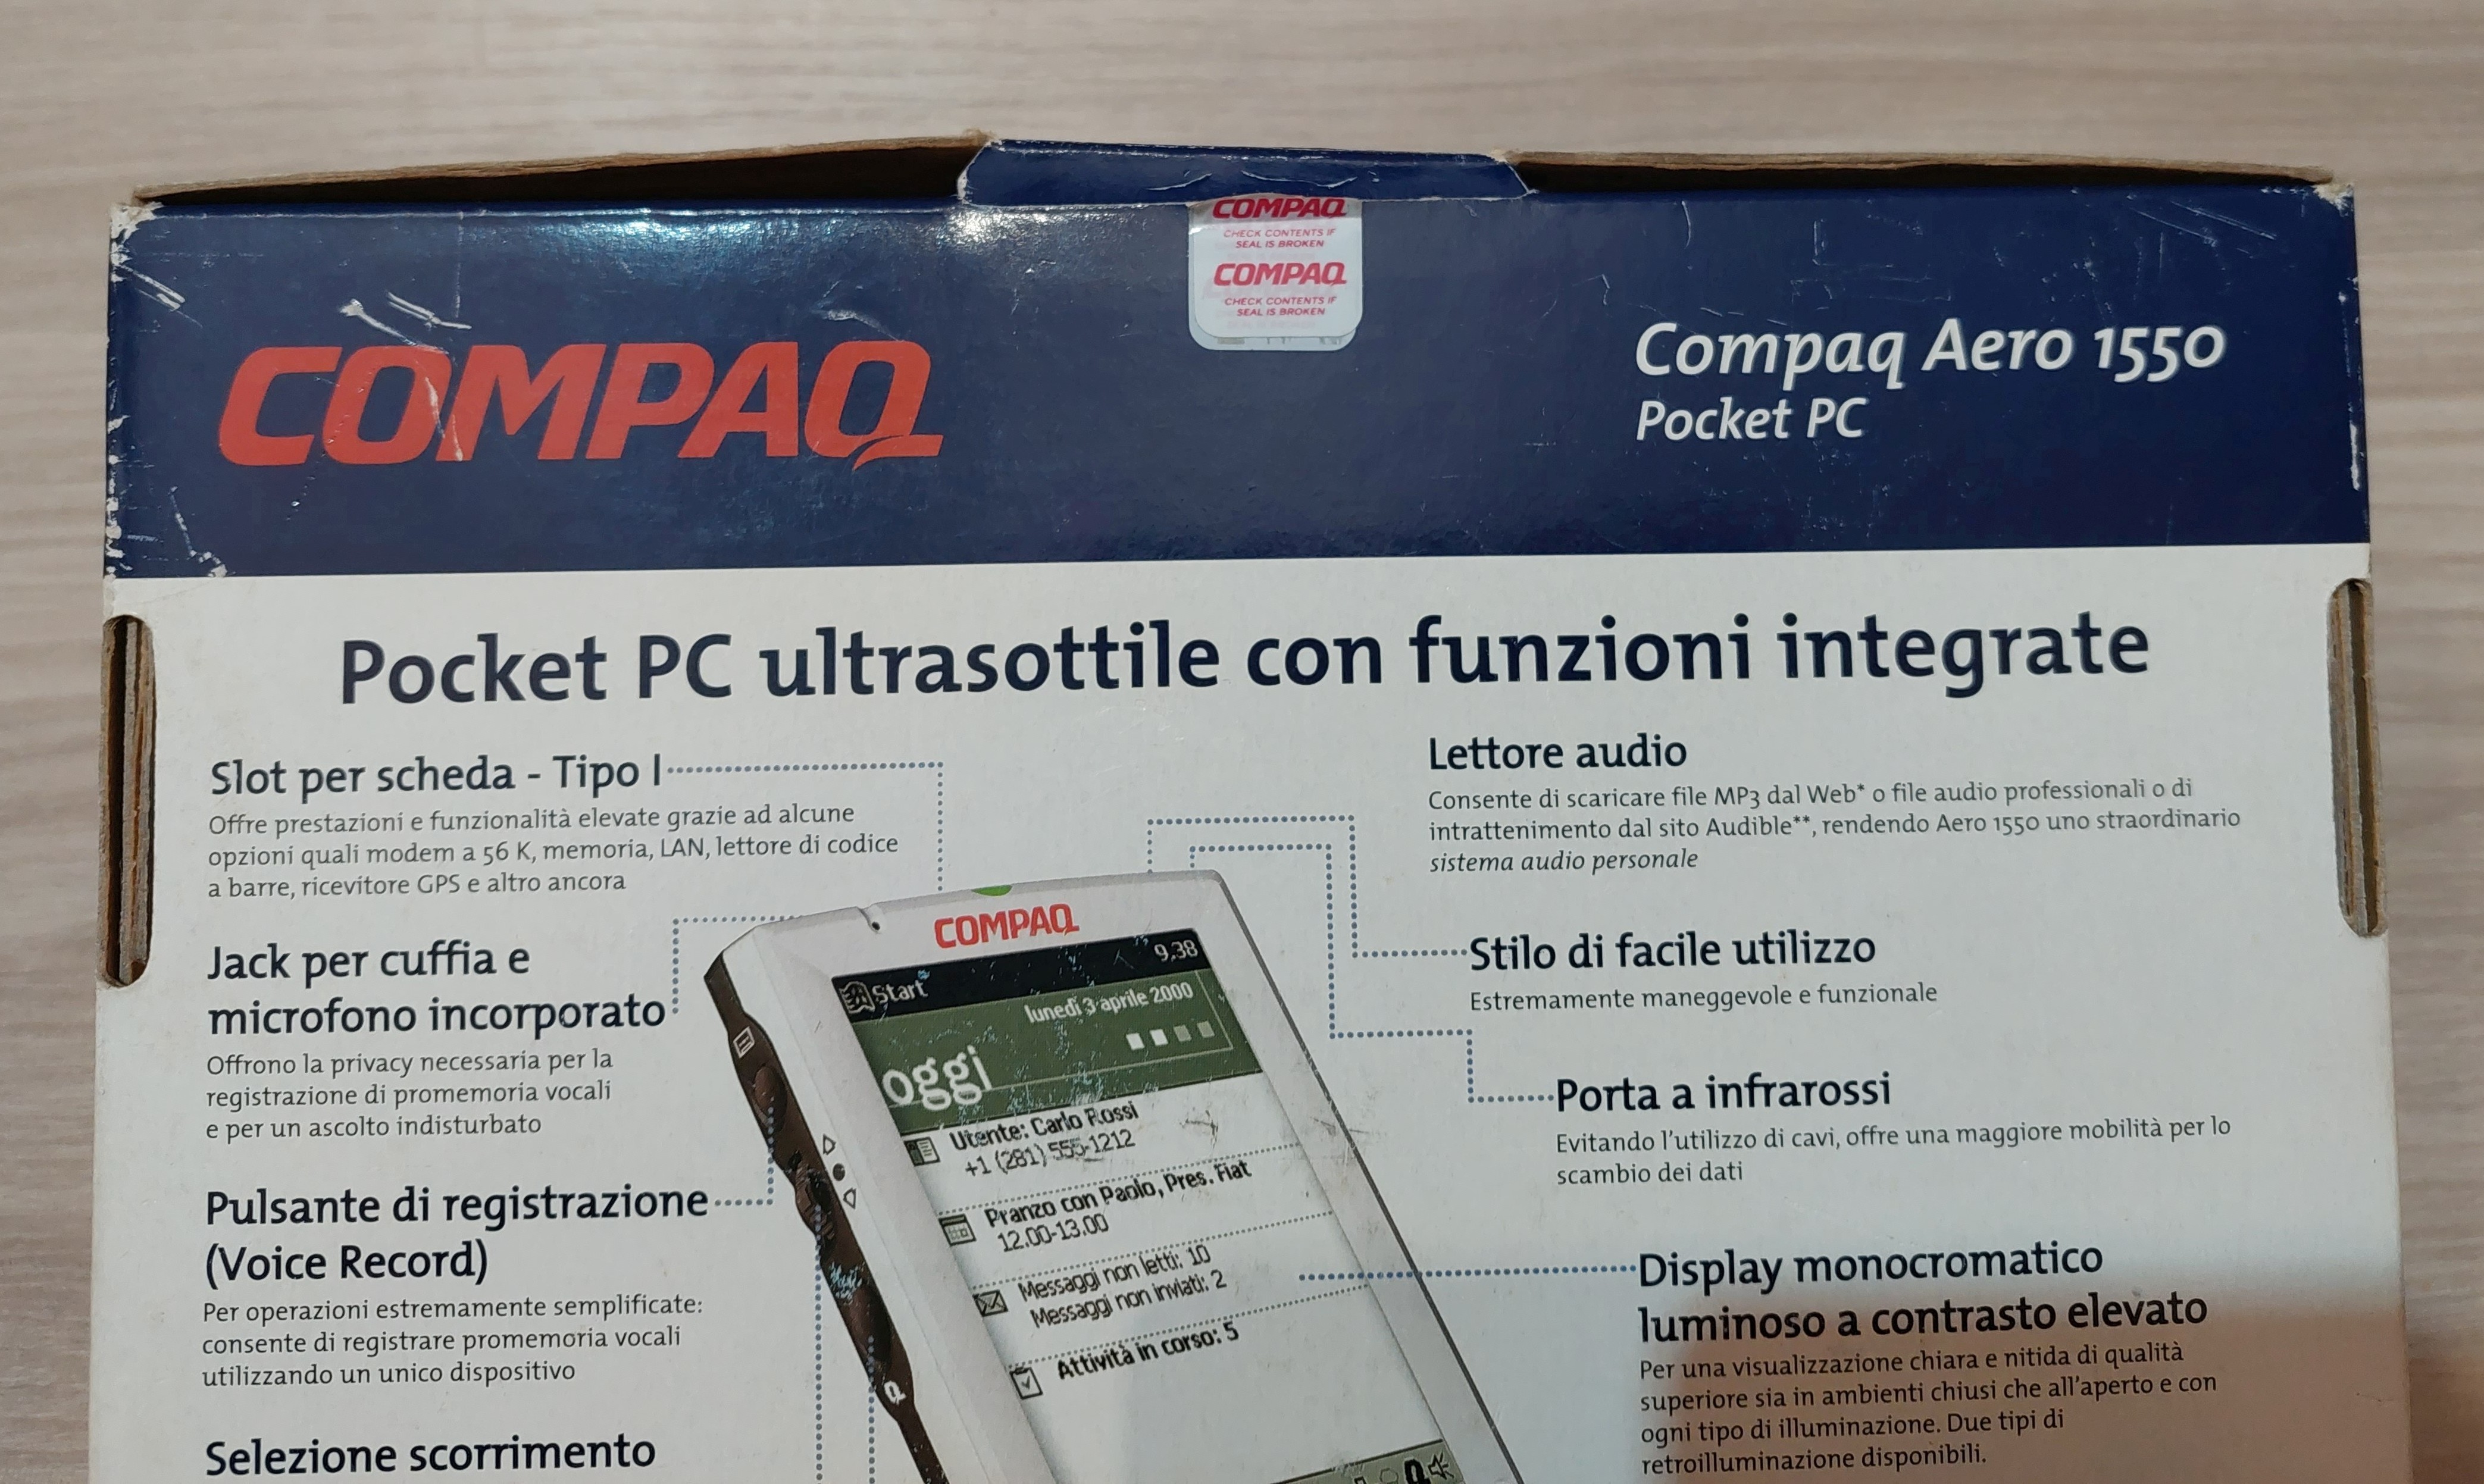 COMPAQ
CHECK CONTENTS IF
SEAL IS BROKEN
COMPAQ
CHECK CONTENTS IF
SEAL IS BROKEN
COMPAQ
Compaq Aero 1550
Pocket PC
Pocket PC ultrasottile con funzioni integrate
Slot per scheda - Tipo I
Offre prestazioni e funzionalità elevate grazie ad alcune
opzioni quali modem a 56 K, memoria, LAN, lettore di codice
a barre, ricevitore GPS e altro ancora
Jack per cuffia e
microfono incorporato
Offrono la privacy necessaria per la
registrazione di promemoria vocali
e per un ascolto indisturbato
Pulsante di registrazione
(Voice Record)
Per operazioni estremamente semplificate:
consente di registrare promemoria vocali
utilizzando un unico dispositivo
Selezione scorrimento
COMPAQ
Start
9.38
lunedì 3 aprile 2000
oggi
Utente: Carlo Rossi
+1 (281) 555-1212
Pranzo con Paolo, Pres. Fiat
12.00-13.00
Messaggi non letti: 10
Messaggi non inviati: 2
Attività in corso: 5
Q
Q
Lettore audio
Consente di scaricare file MP3 dal Web* o file audio professionali o di
intrattenimento dal sito Audible**, rendendo Aero 1550 uno straordinario
sistema audio personale
Stilo di facile utilizzo
Estremamente maneggevole e funzionale
Porta a infrarossi
Evitando l'utilizzo di cavi, offre una maggiore mobilità per lo
scambio dei dati
Display monocromatico
luminoso a contrasto elevato
Per una visualizzazione chiara e nitida di qualità
superiore sia in ambienti chiusi che all'aperto e con
ogni tipo di illuminazione. Due tipi di
retroilluminazione disponibili.